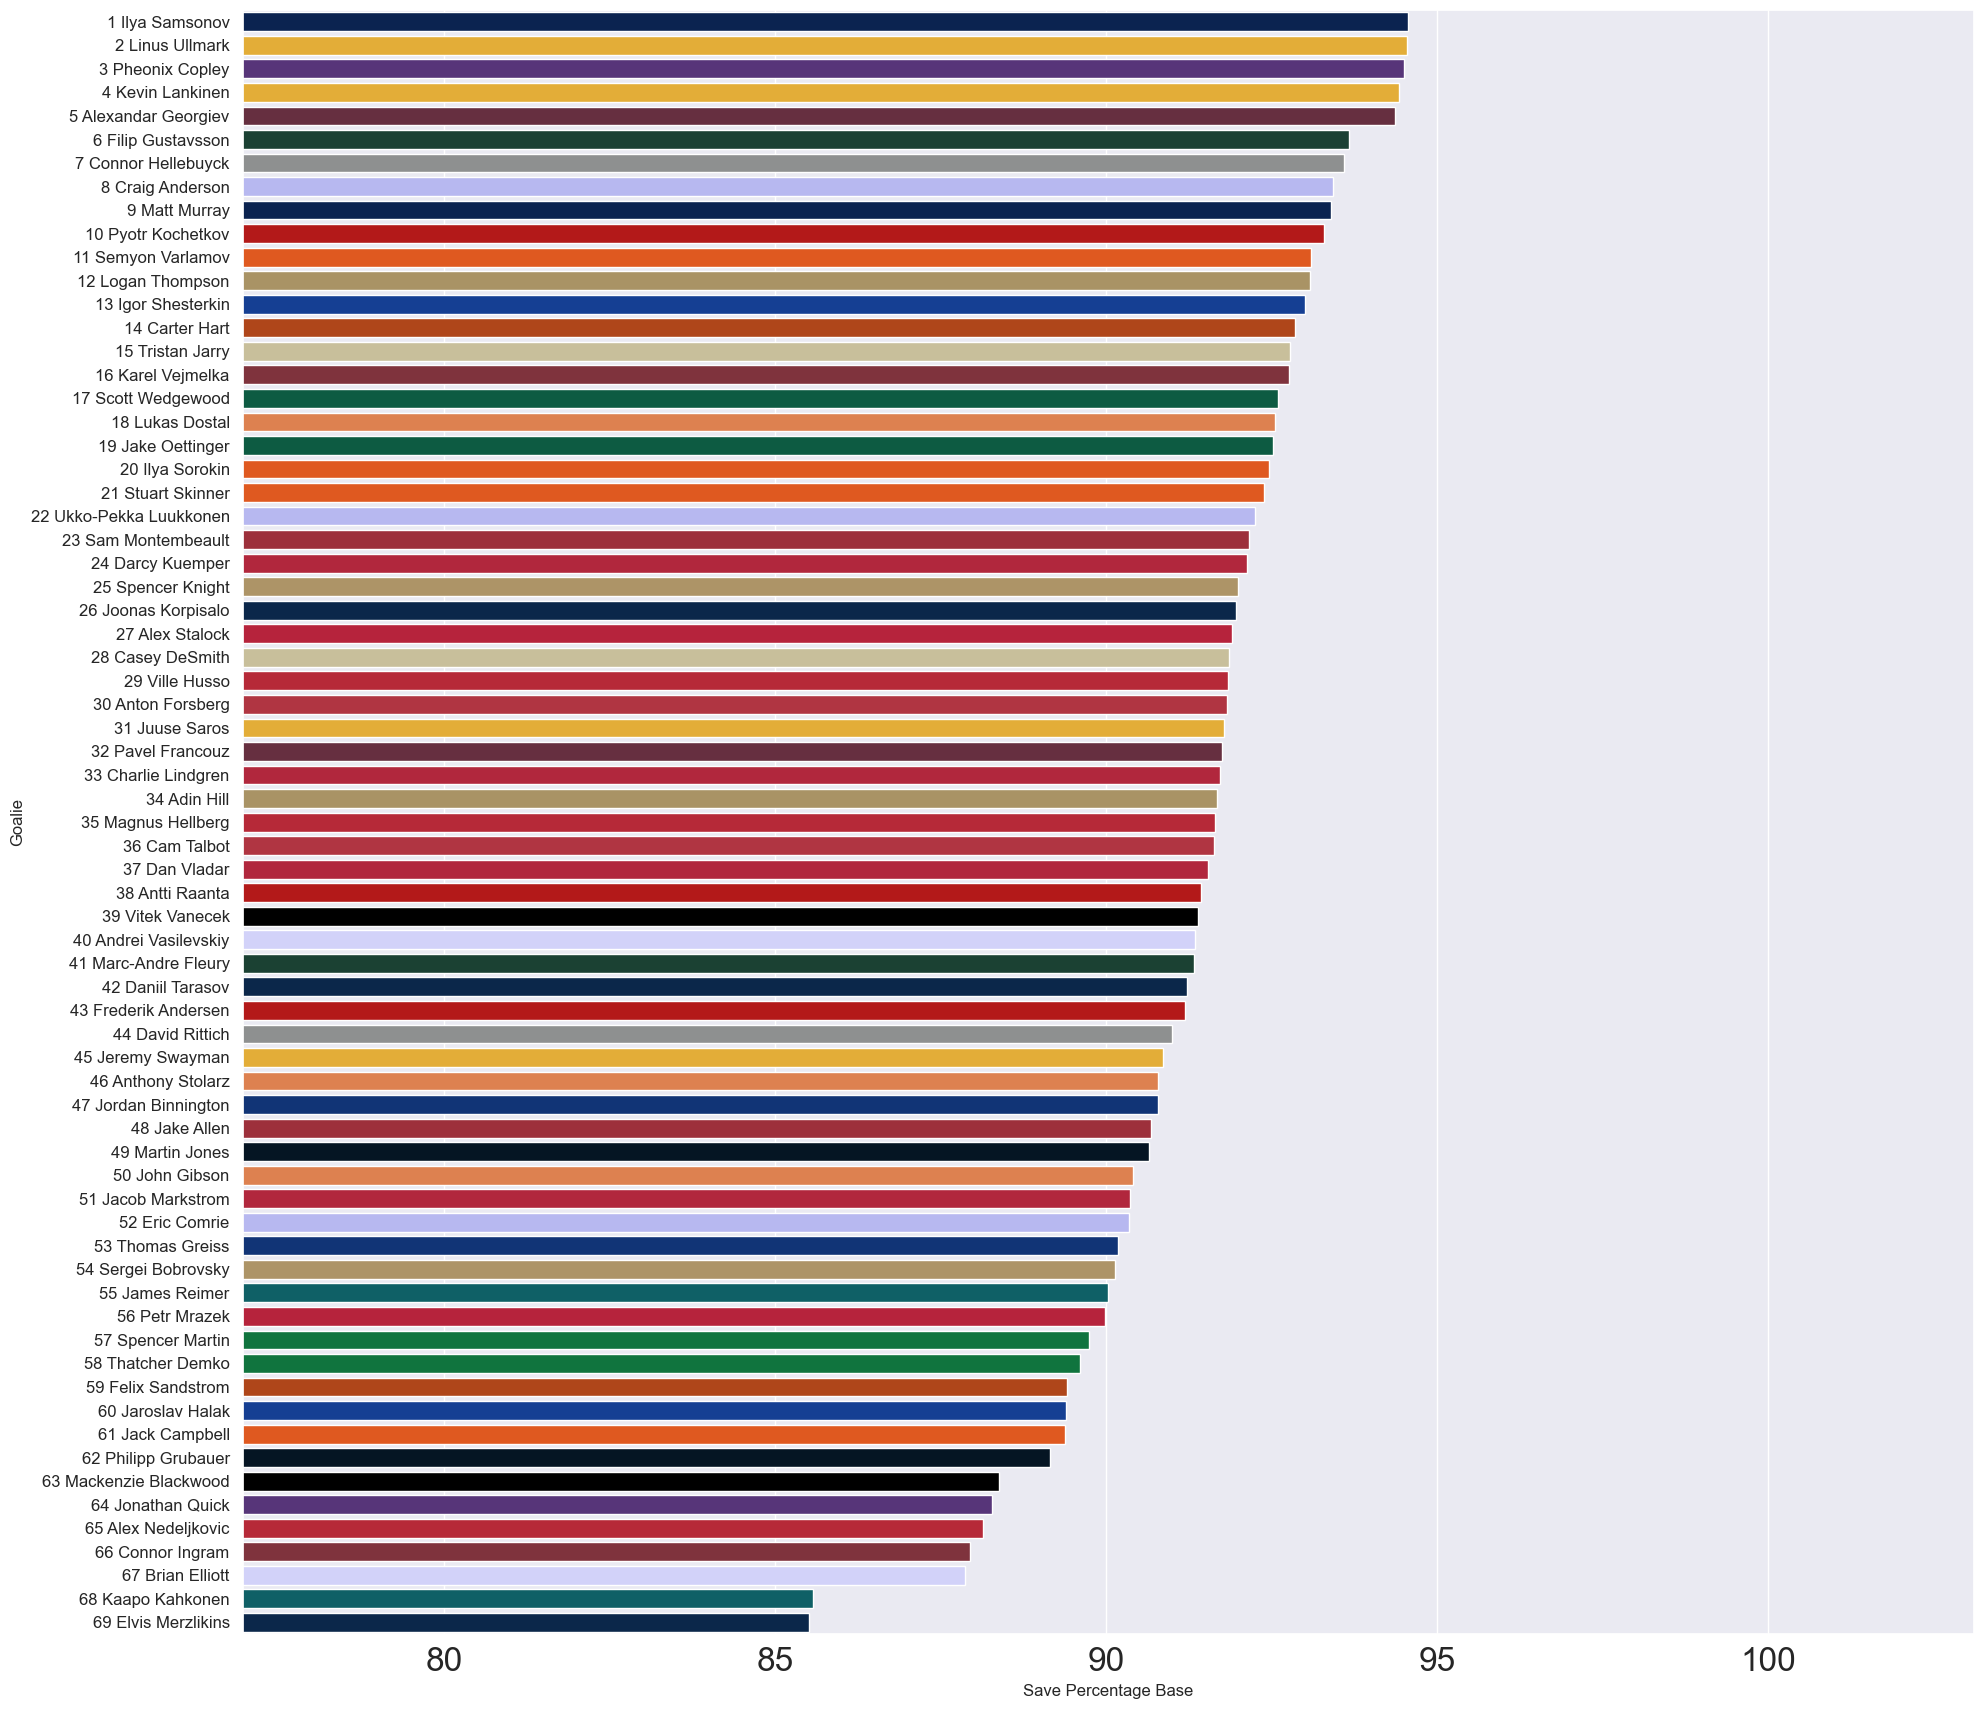 1 Ilya Samsonov
2 Linus Ullmark
3 Pheonix Copley
4 Kevin Lankinen
5 Alexandar Georgiev
6 Filip Gustavsson
7 Connor Hellebuyck
8 Craig Anderson
9 Matt Murray
10 Pyotr Kochetkov
11 Semyon Varlamov
12 Logan Thompson
13 Igor Shesterkin
14 Carter Hart
15 Tristan Jarry
16 Karel Vejmelka
17 Scott Wedgewood
18 Lukas Dostal
19 Jake Oettinger
20 Ilya Sorokin
21 Stuart Skinner
22 Ukko-Pekka Luukkonen
23 Sam Montembeault
24 Darcy Kuemper
25 Spencer Knight
26 Joonas Korpisalo
27 Alex Stalock
28 Casey DeSmith
29 Ville Husso
30 Anton Forsberg
31 Juuse Saros
32 Pavel Francouz
33 Charlie Lindgren
34 Adin Hill
35 Magnus Hellberg
36 Cam Talbot
37 Dan Vladar
38 Antti Raanta
39 Vitek Vanecek
40 Andrei Vasilevskiy
41 Marc-Andre Fleury
42 Daniil Tarasov
43 Frederik Andersen
44 David Rittich
45 Jeremy Swayman
46 Anthony Stolarz
47 Jordan Binnington
48 Jake Allen
49 Martin Jones
50 John Gibson
51 Jacob Markstrom
52 Eric Comrie
53 Thomas Greiss
54 Sergei Bobrovsky
55 James Reimer
56 Petr Mrazek
57 Spencer Martin
58 Thatcher Demko
59 Felix Sandstrom
60 Jaroslav Halak
61 Jack Campbell
62 Philipp Grubauer
63 Mackenzie Blackwood
64 Jonathan Quick
65 Alex Nedeljkovic
66 Connor Ingram
67 Brian Elliott
68 Kaapo Kahkonen
69 Elvis Merzlikins
Goalie
80 85 90 95 100
Save Percentage Base